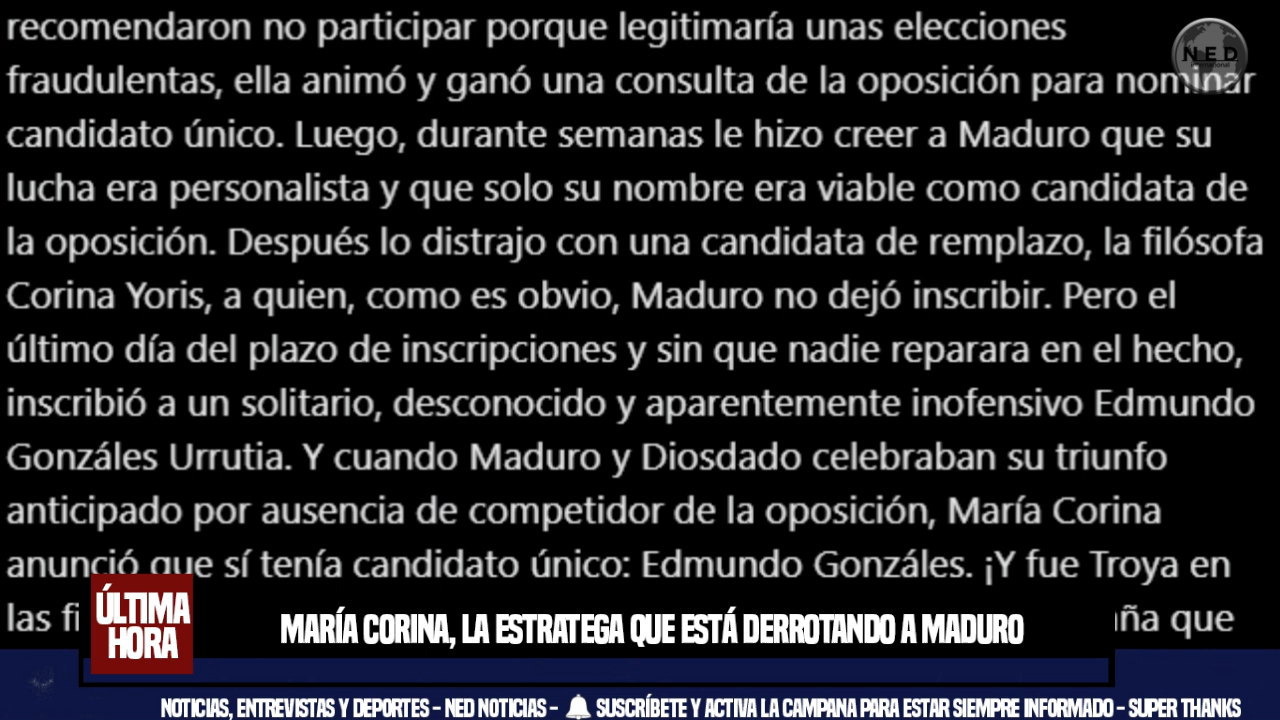 recomendaron no participar porque legitimaría unas elecciones
fraudulentas, ella animó y ganó una consulta de la oposición para nominar
candidato único. Luego, durante semanas le hizo creer a Maduro que su
lucha era personalista y que solo su nombre era viable como candidata de
la oposición. Después lo distrajo con una candidata de remplazo, la filósofa
Corina Yoris, a quien, como es obvio, Maduro no dejó inscribir. Pero el
último día del plazo de inscripciones y sin que nadie reparara en el hecho,
inscribió a un solitario, desconocido y aparentemente inofensivo Edmundo
Gonzáles Urrutia. Y cuando Maduro y Diosdado celebraban su triunfo
anticipado por ausencia de competidor de la oposición, María Corina
anunció que sí tenía candidato único: Edmundo Gonzáles. ¡Y fue Troya en
las que
N.E.D
International
ÚLTIMA
HORA
MARÍA CORINA, LA ESTRATEGA QUE ESTÁ DERROTANDO A MADURO
NOTICIAS, ENTREVISTAS Y DEPORTES - NED NOTICIAS - 🔔 SUSCRÍBETE Y ACTIVA LA CAMPANA PARA ESTAR SIEMPRE INFORMADO - SUPER THANKS